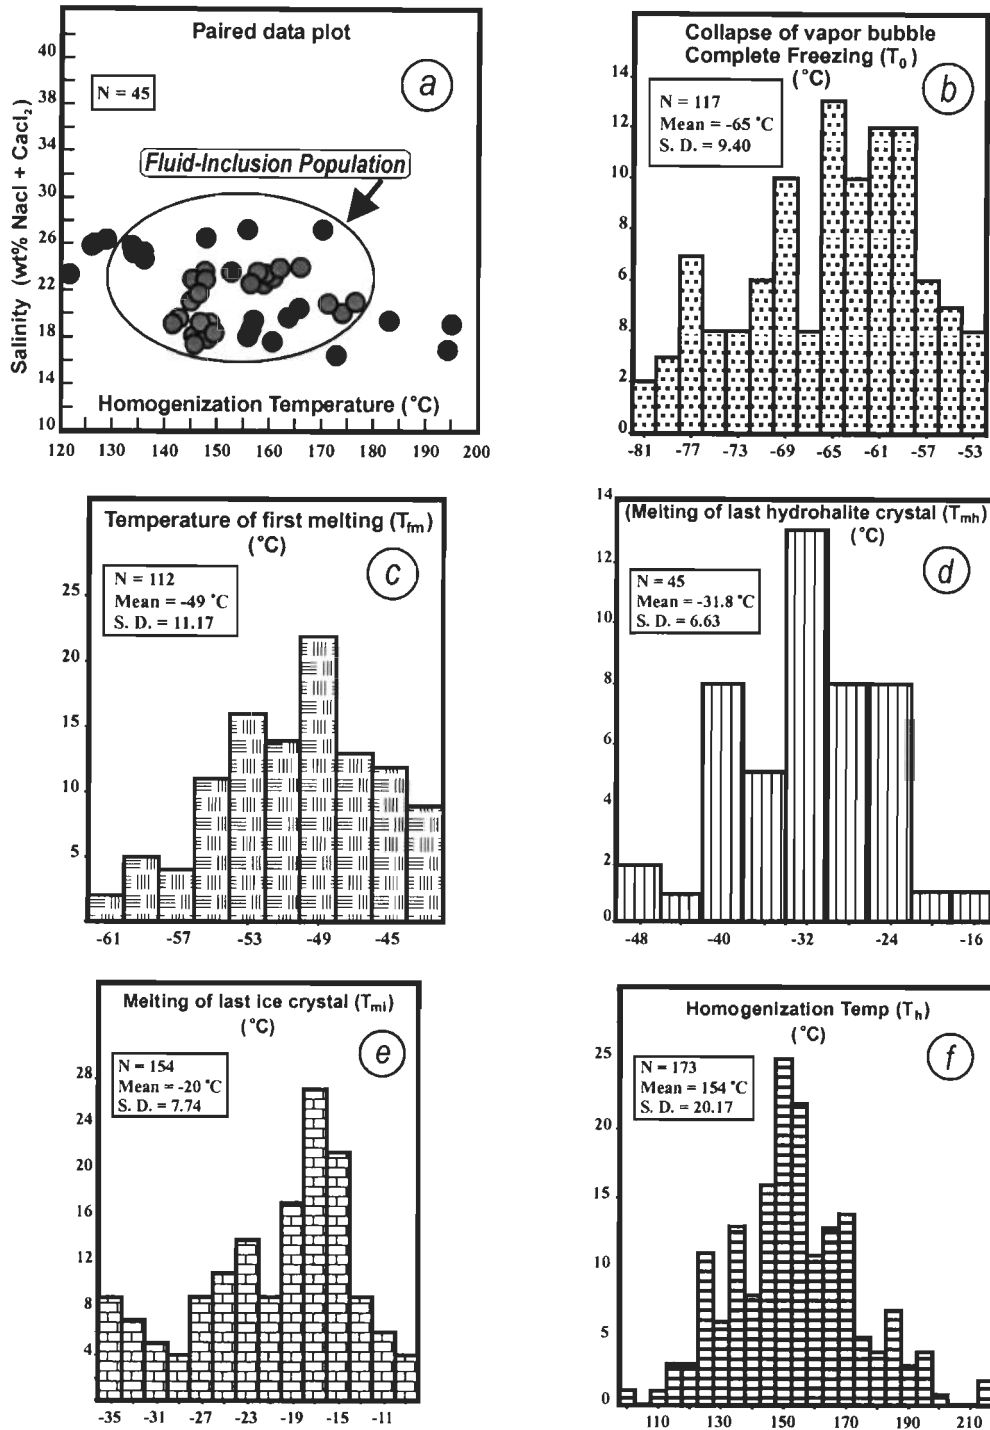 Paired data plot
a
N = 45
Fluid-Inclusion Population
Salinity (wt% Nacl + Cacl2)
40
38
34
30
26
22
18
14
10
Homogenization Temperature (°C)
120 130 140 150 160 170 180 190 200
Collapse of vapor bubble
Complete Freezing (T0)
(°C)
b
N = 117
Mean = -65 °C
S. D. = 9.40
14
12
10
8
6
8
2
0
-81 -77 -73 -69 -65 -61 -57 -53
Temperature of first melting (Tfm)
(°C)
c
N = 112
Mean = -49 °C
S. D. = 11.17
25
20
15
10
5
-61 -57 -53 -49 -45
(Melting of last hydrohalite crystal (Tmh)
(°C)
d
N = 45
Mean = -31.8 °C
S. D. = 6.63
14
12
10
8
6
4
2
0
-48 -40 -32 -24 -16
Melting of last ice crystal (Tmi)
(°C)
e
N = 154
Mean = -20 °C
S. D. = 7.74
28
24
20
16
12
8
4
-35 -31 -27 -23 -19 -15 -11
Homogenization Temp (Th)
(°C)
f
N = 173
Mean = 154 °C
S. D. = 20.17
25
20
15
10
5
0
110 130 150 170 190 210